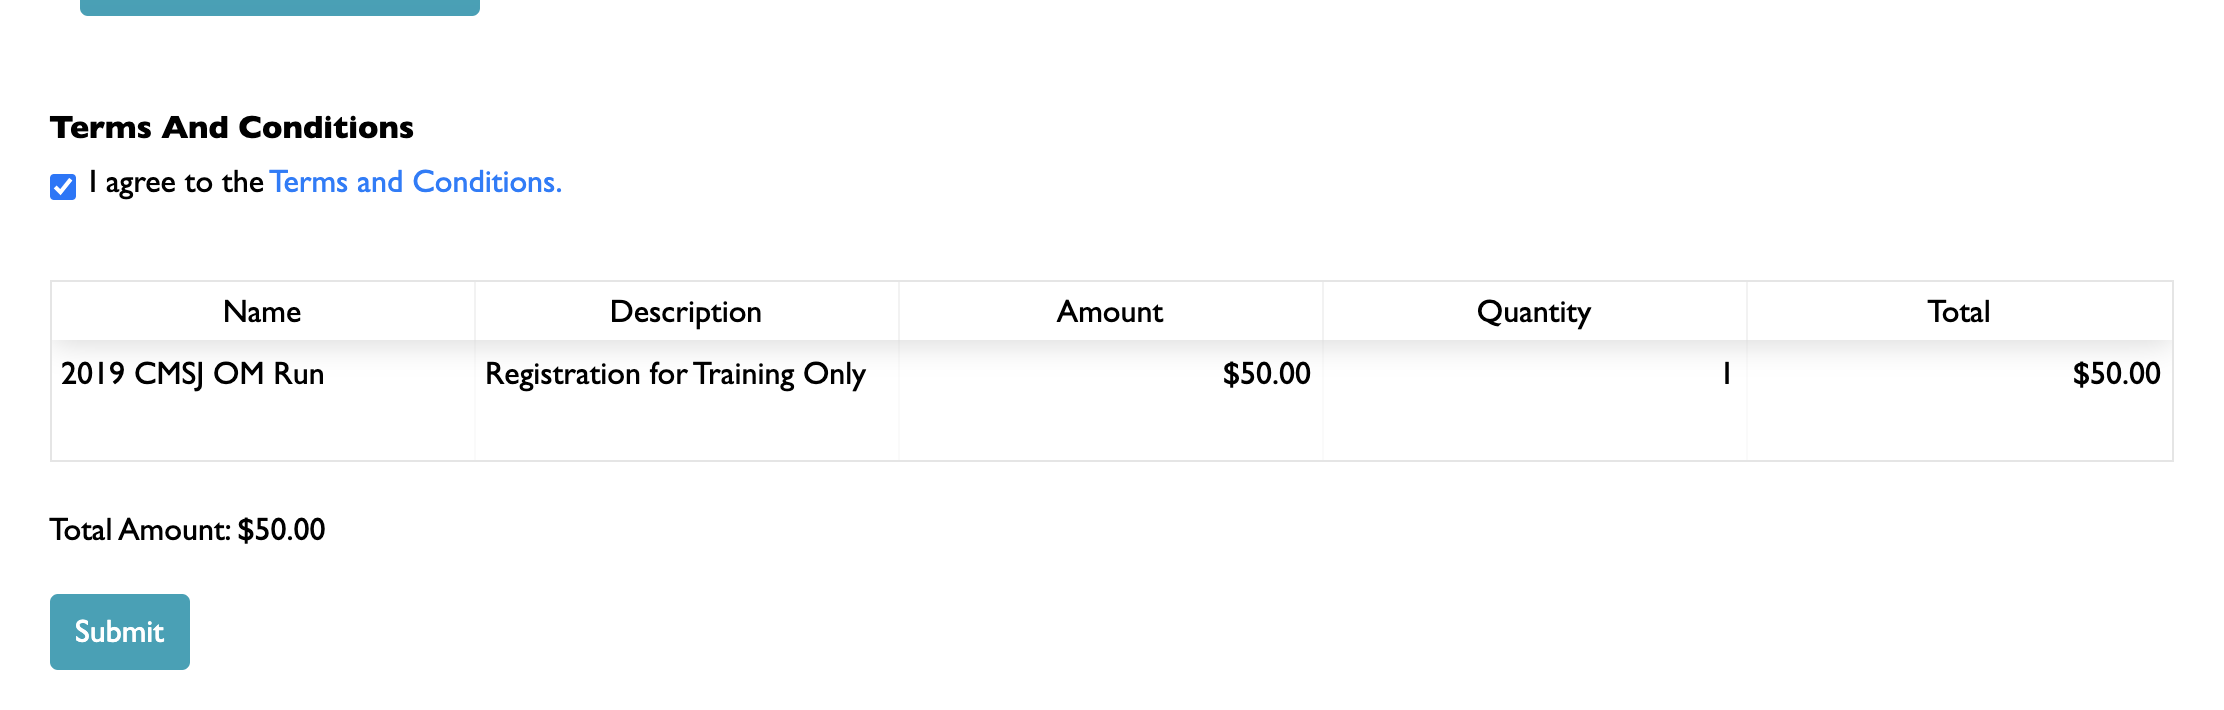 Terms And Conditions
I agree to the Terms and Conditions.
Name Description Amount Quantity Total
2019 CMSJ OM Run Registration for Training Only $50.00 1 $50.00
Total Amount: $50.00
Submit